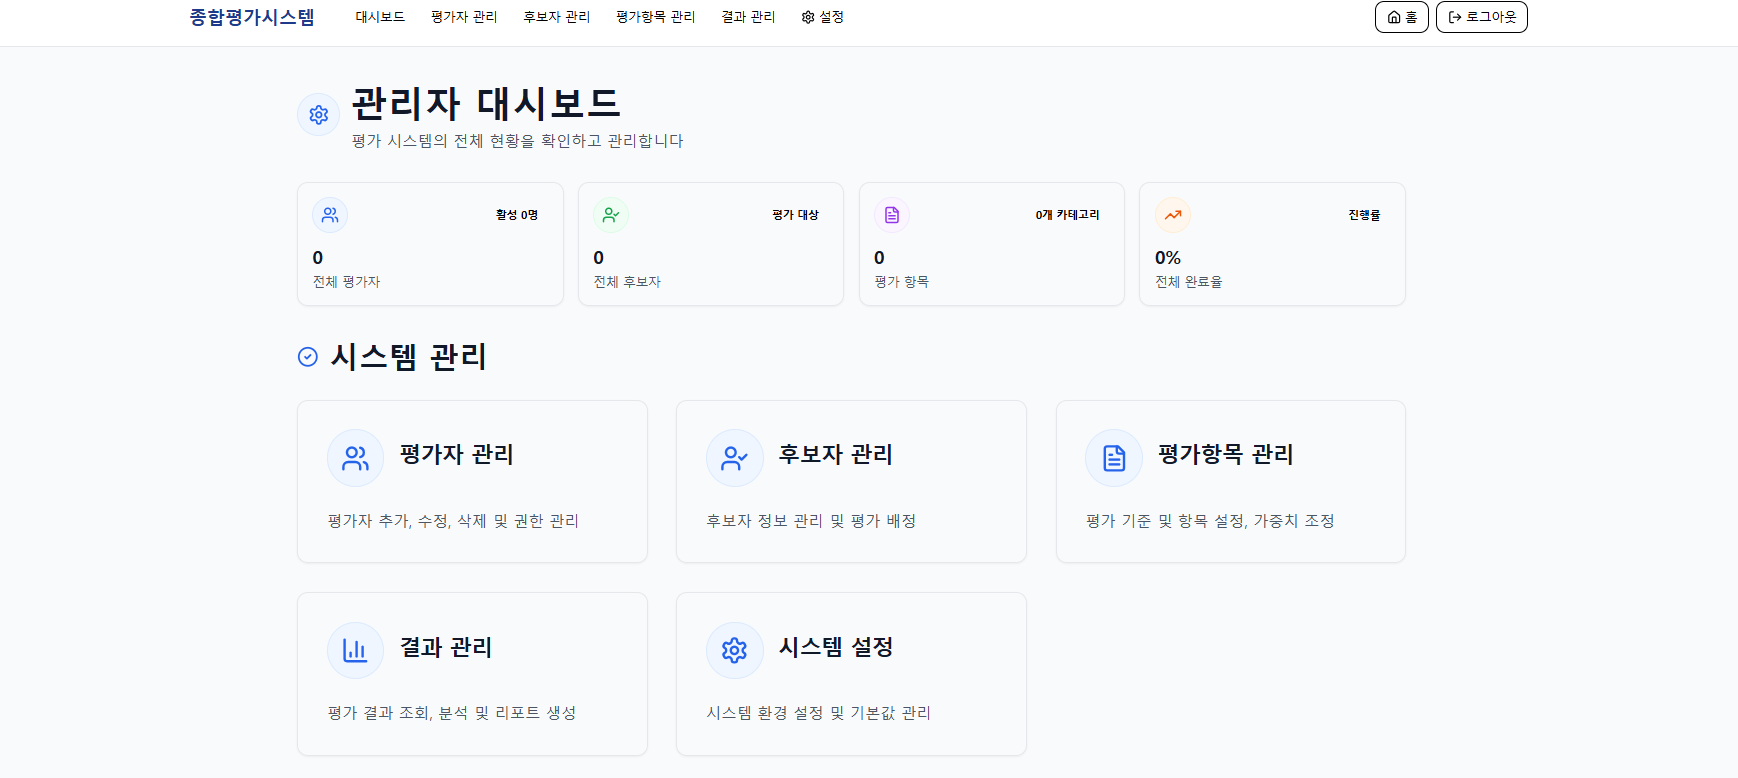 종합평가시스템 대시보드 평가자 관리 후보자 관리 평가항목 관리 결과 관리 설정 홈 로그아웃
관리자 대시보드
평가 시스템의 전체 현황을 확인하고 관리합니다
활성 0명
0
전체 평가자
평가 대상
0
전체 후보자
0개 카테고리
0
평가 항목
진행률
0%
전체 완료율
시스템 관리
평가자 관리
평가자 추가, 수정, 삭제 및 권한 관리
후보자 관리
후보자 정보 관리 및 평가 배정
평가항목 관리
평가 기준 및 항목 설정, 가중치 조정
결과 관리
평가 결과 조회, 분석 및 리포트 생성
시스템 설정
시스템 환경 설정 및 기본값 관리